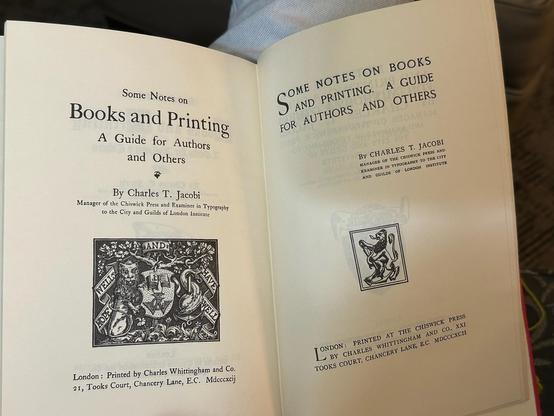 Some Notes on
Books and Printing
A Guide for Authors
and Others
By Charles T. Jacobi
Manager of the Chiswick Press and Examiner in Typography
to the City and Guilds of London Institute
AND
London: Printed by Charles Whittingham and Co.
21, Tooks Court, Chancery Lane, E.C. Mdcccxcij
SOME NOTES ON BOOKS
AND PRINTING. A GUIDE
FOR AUTHORS AND OTHERS
BY CHARLES T. JACOBI
MANAGER OF THE CHISWICK PRESS AND
EXAMINER IN TYPOGRAPHY TO THE CITY
AND GUILDS OF LONDON INSTITUTE
LONDON: PRINTED AT THE CHISWICK PRESS
BY CHARLES WHITTINGHAM AND CO. XXI
TOOKS COURT, CHANCERY LANE, E.C. MDCCCXCII